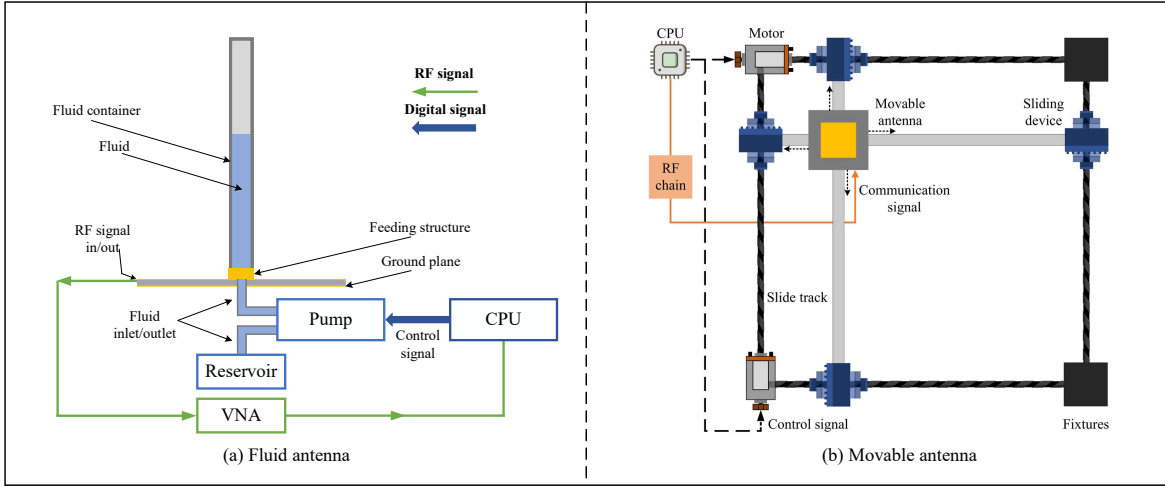 RF signal
Digital signal
Fluid container
Fluid
RF signal
in/out
Feeding structure
Ground plane
Fluid
inlet/outlet
Pump
Control
signal
CPU
Reservoir
VNA
(a) Fluid antenna
CPU
Motor
Movable
antenna
Sliding
device
RF
chain
Communication
signal
Slide track
Control signal
Fixtures
(b) Movable antenna